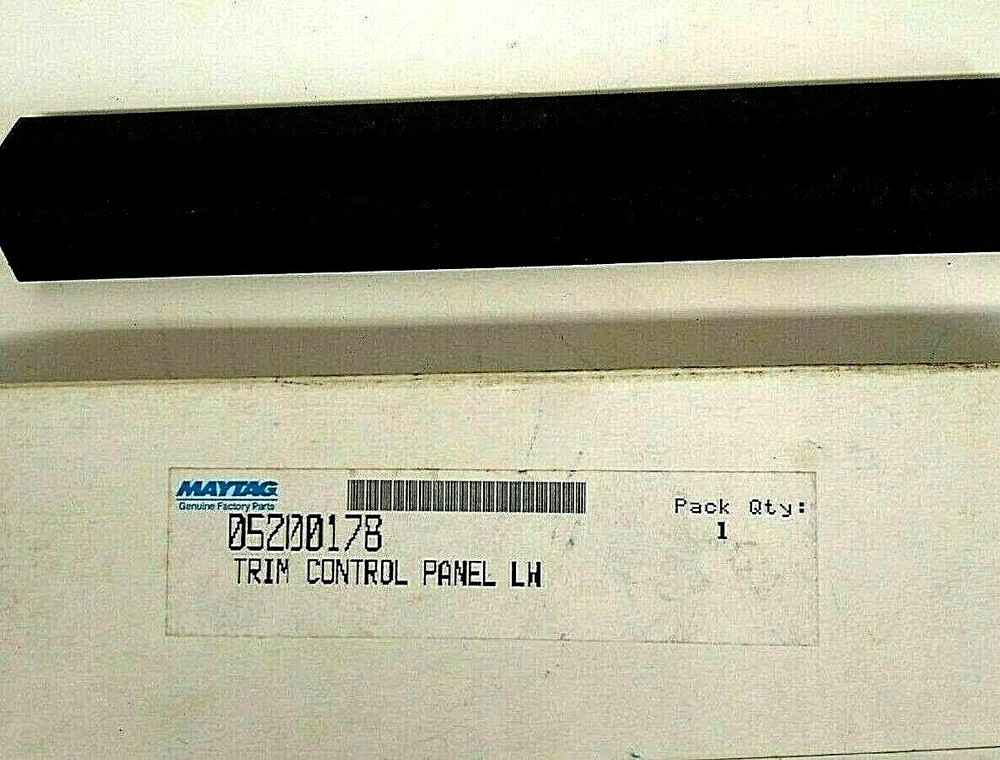 MAYTAG
Genuine Factory Parts
05200178
TRIM CONTROL PANEL LH
Pack Qty:
1